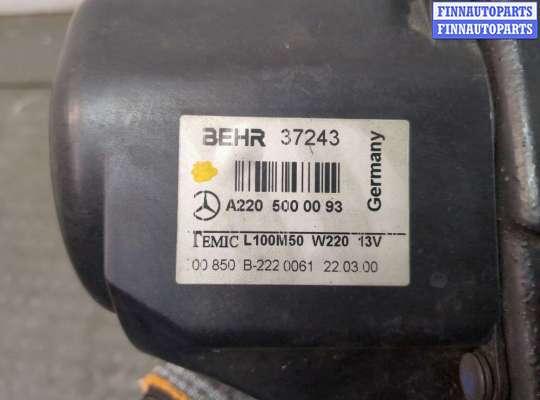 FINNAUTOPARTS
FINNAUTOPARTS
BEHR 37243
A220 500 00 93
Germany
TEMIC L100M50 W220 13V
00 850 B-222 0061 22.03.00